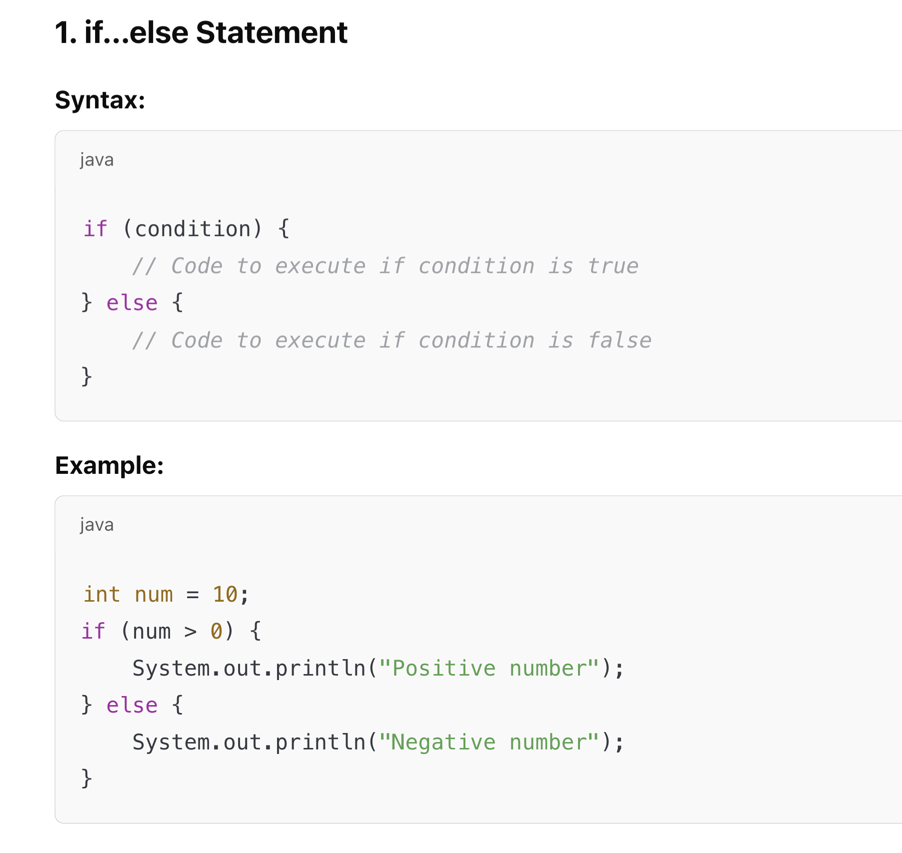 1. if...else Statement
Syntax:
java
if (condition) {
    // Code to execute if condition is true
} else {
    // Code to execute if condition is false
}
Example:
java
int num = 10;
if (num > 0) {
    System.out.println("Positive number");
} else {
    System.out.println("Negative number");
}